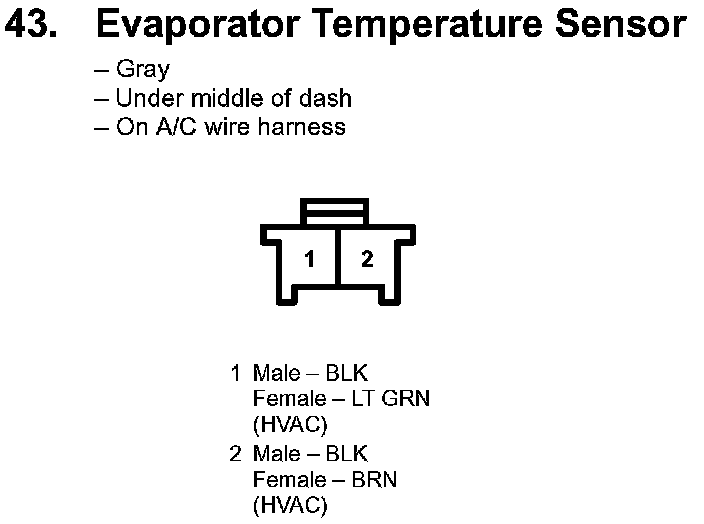 43. Evaporator Temperature Sensor
– Gray
– Under middle of dash
– On A/C wire harness
1 2
1 Male – BLK
Female – LT GRN
(HVAC)
2 Male – BLK
Female – BRN
(HVAC)